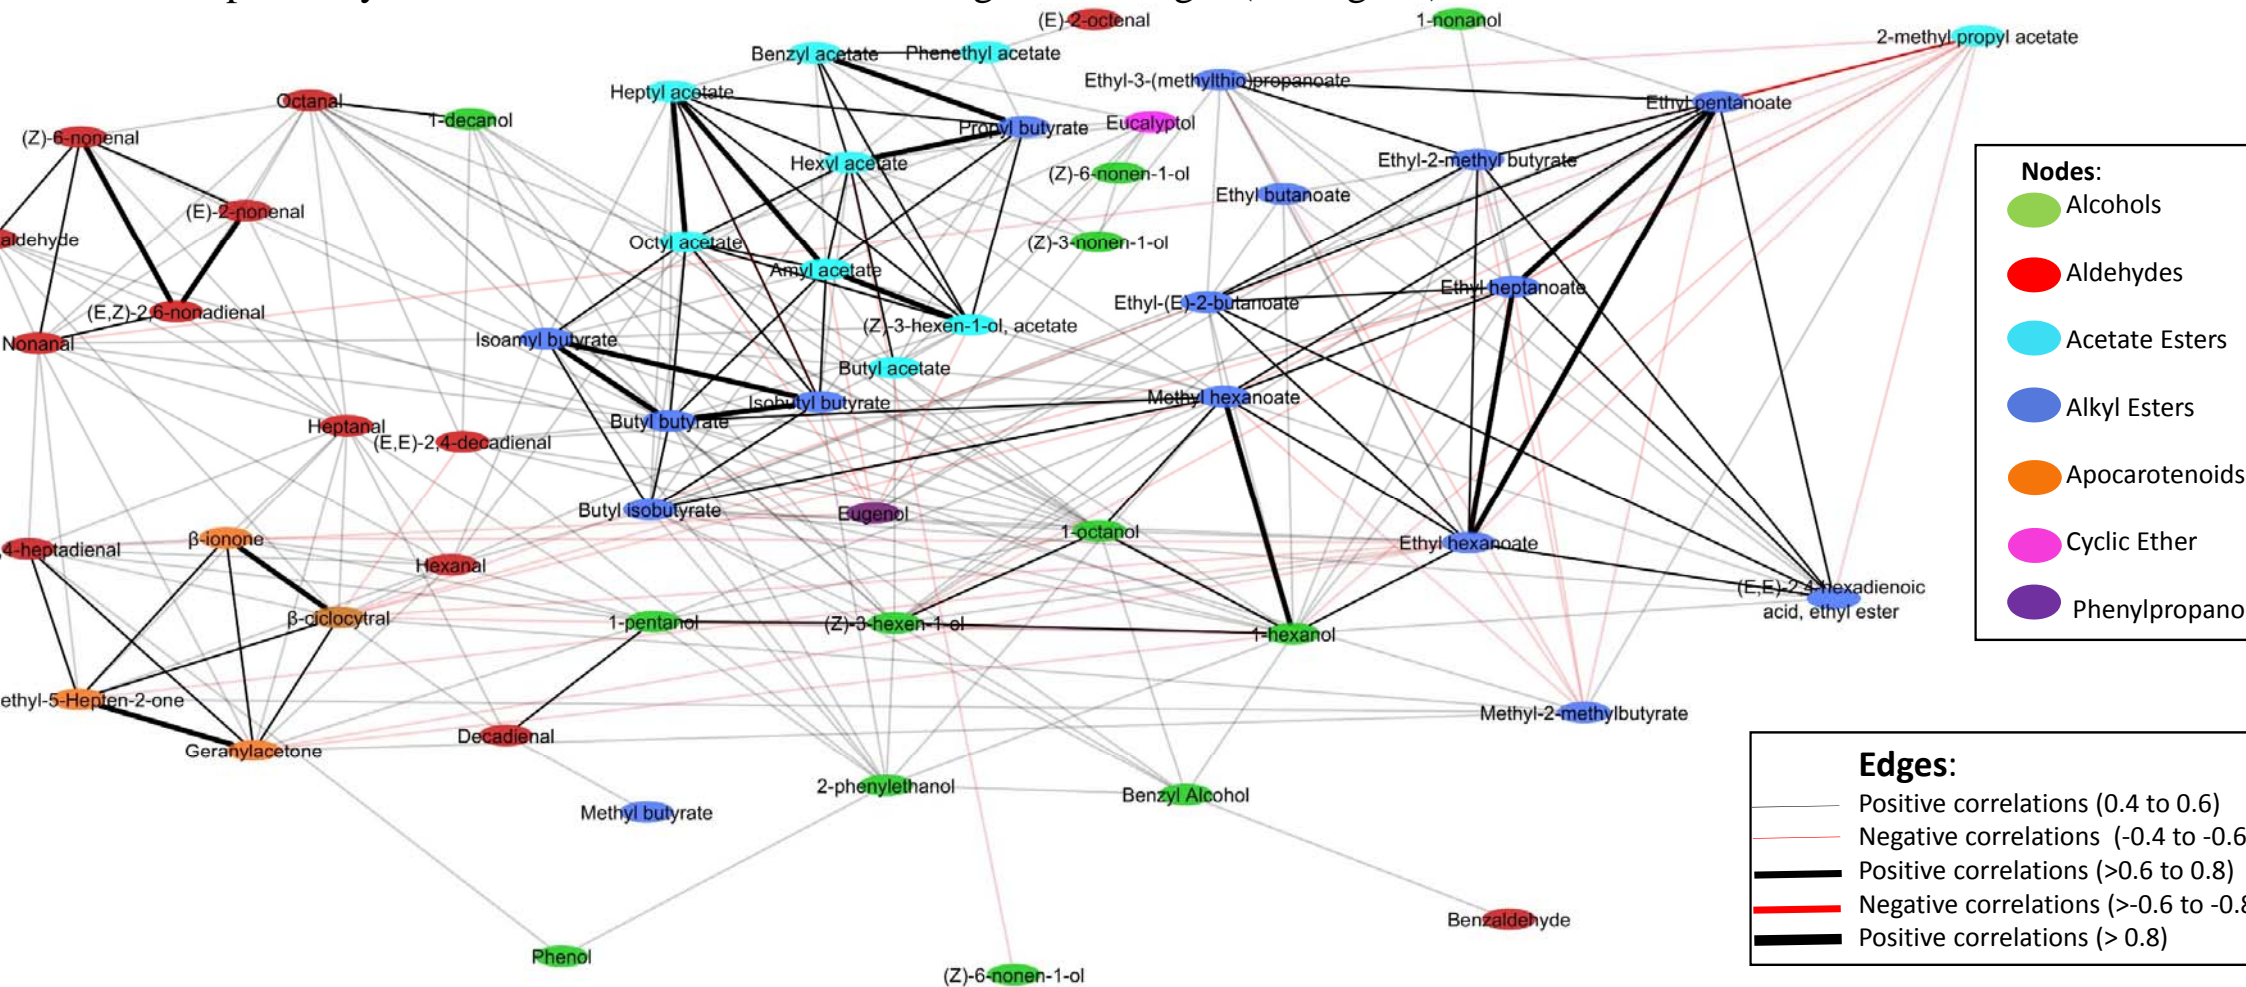 (E)-2-octenal
1-nonanol
2-methyl propyl acetate
Benzyl acetate
Phenethyl acetate
Ethyl-3-(methylthio)propanoate
Heptyl acetate
Octanal
Ethyl pentanoate
1-decanol
Propyl butyrate
Eucalyptol
(Z)-6-nonenal
Hexyl acetate
Ethyl-2-methyl butyrate
(Z)-6-nonen-1-ol
Ethyl butanoate
(E)-2-nonenal
aldehyde
Octyl acetate
(Z)-3-nonen-1-ol
Amyl acetate
Ethyl heptanoate
Ethyl-(E)-2-butanoate
(E,Z)-2,6-nonadienal
(Z)-3-hexen-1-ol, acetate
Nonanal
Isoamyl butyrate
Butyl acetate
Isobutyl butyrate
Methyl hexanoate
Butyl butyrate
Heptanal
(E,E)-2,4-decadienal
Butyl isobutyrate
Eugenol
1-octanol
β-ionone
Ethyl hexanoate
4-heptadienal
Hexanal
(E,E)-2,4-hexadienoic
acid, ethyl ester
β-ciclocytral
1-pentanol
(Z)-3-hexen-1-ol
1-hexanol
ethyl-5-Hepten-2-one
Methyl-2-methylbutyrate
Geranylacetone
Decadienal
2-phenylethanol
Benzyl Alcohol
Methyl butyrate
Benzaldehyde
Phenol
(Z)-6-nonen-1-ol
Nodes:
Alcohols
Aldehydes
Acetate Esters
Alkyl Esters
Apocarotenoids
Cyclic Ether
Phenylpropano
Edges:
Positive correlations (0.4 to 0.6)
Negative correlations (-0.4 to -0.6
Positive correlations (>0.6 to 0.8)
Negative correlations (>-0.6 to -0.8
Positive correlations (> 0.8)